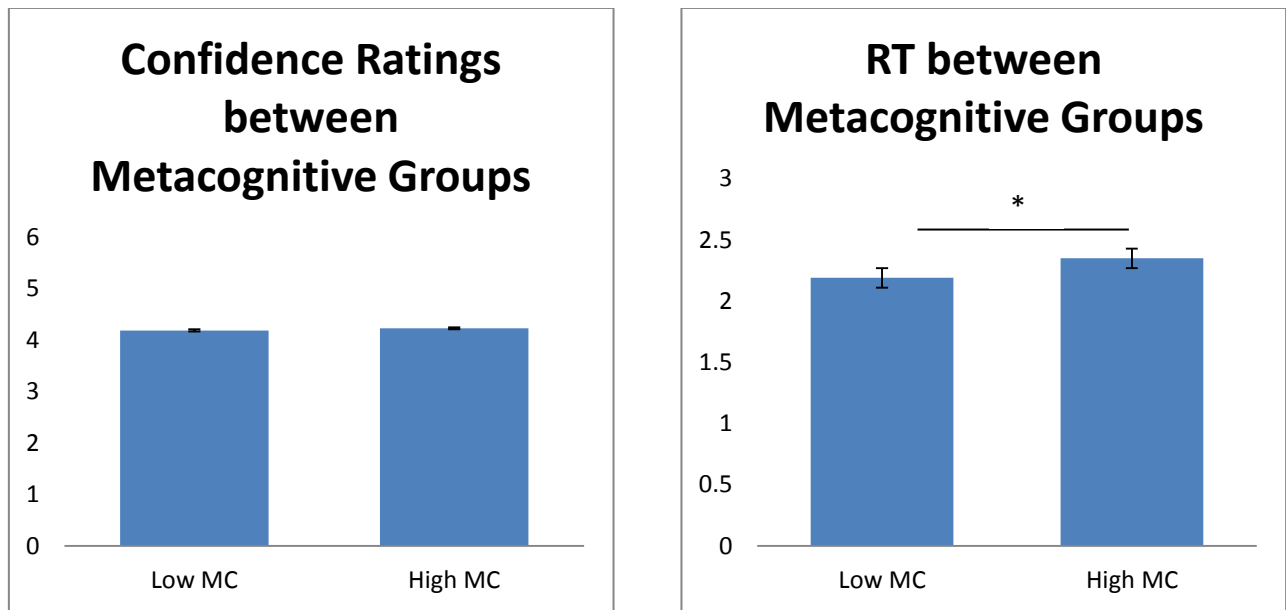 Confidence Ratings
between
Metacognitive Groups
6
5
4
3
2
1
0
Low MC
High MC
RT between
Metacognitive Groups
3
2.5
2
1.5
1
0.5
0
*
Low MC
High MC